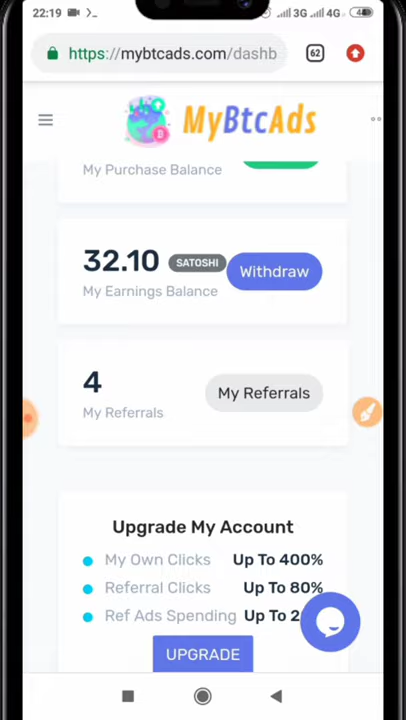 22:19 3G 4G 48
https://mybtcads.com/dashb 62
MyBtcAds
My Purchase Balance
32.10 SATOSHI Withdraw
My Earnings Balance
4
My Referrals
My Referrals
Upgrade My Account
My Own Clicks Up To 400%
Referral Clicks Up To 80%
Ref Ads Spending Up To 2
UPGRADE